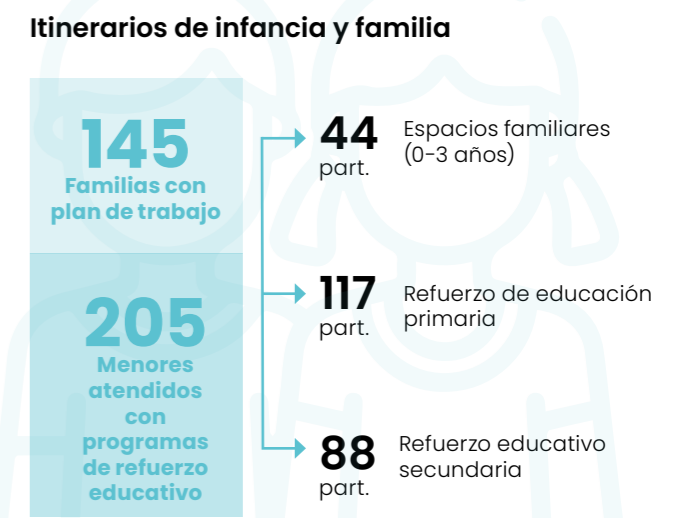 Itinerarios de infancia y familia
145
Familias con
plan de trabajo
205
Menores
atendidos
con
programas
de refuerzo
educativo
44
part.
Espacios familiares
(0-3 años)
117
part.
Refuerzo de educación
primaria
88
part.
Refuerzo educativo
secundaria